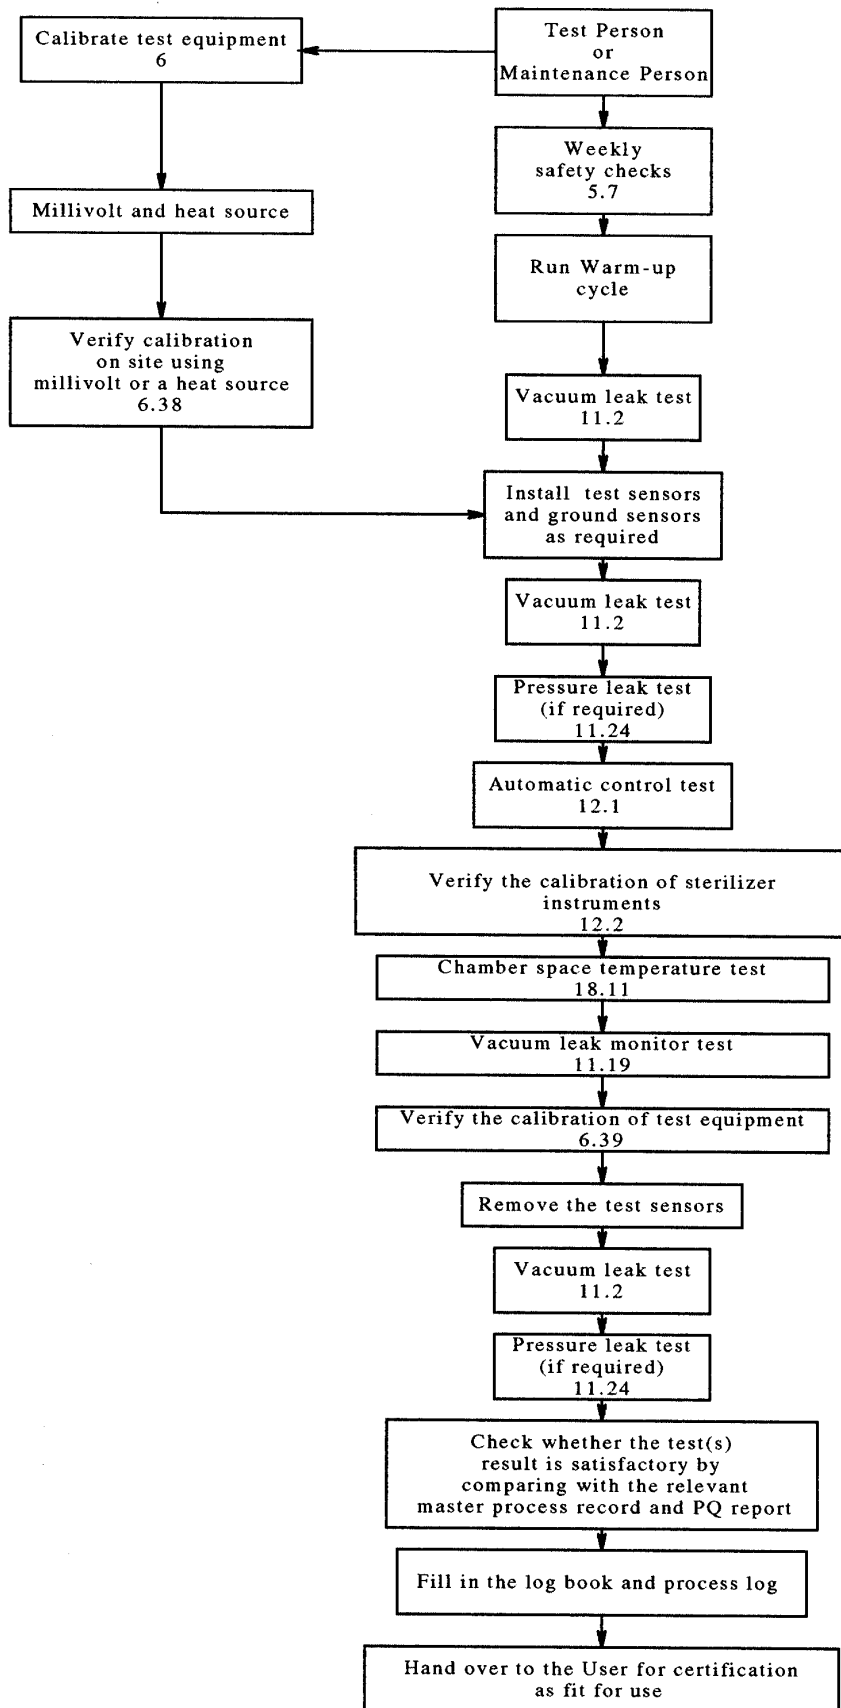 Calibrate test equipment
6
Test Person
or
Maintenance Person
Weekly
safety checks
5.7
Millivolt and heat source
Run Warm-up
cycle
Verify calibration
on site using
millivolt or a heat source
6.38
Vacuum leak test
11.2
Install test sensors
and ground sensors
as required
Vacuum leak test
11.2
Pressure leak test
(if required)
11.24
Automatic control test
12.1
Verify the calibration of sterilizer
instruments
12.2
Chamber space temperature test
18.11
Vacuum leak monitor test
11.19
Verify the calibration of test equipment
6.39
Remove the test sensors
Vacuum leak test
11.2
Pressure leak test
(if required)
11.24
Check whether the test(s)
result is satisfactory by
comparing with the relevant
master process record and PQ report
Fill in the log book and process log
Hand over to the User for certification
as fit for use